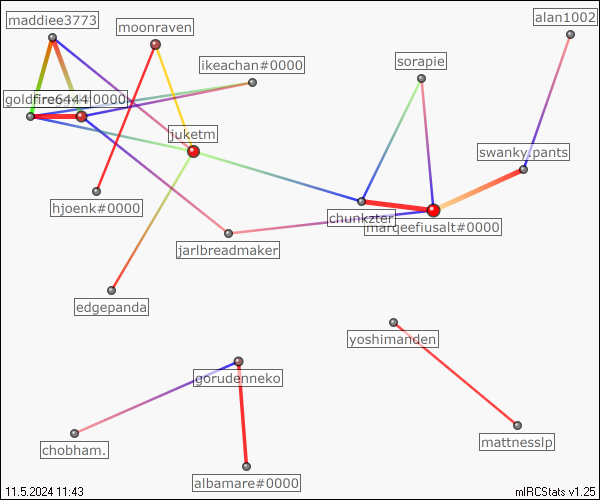 maddiee3773
moonraven
alan1002
ikeachan#0000
sorapie
goldfire6444
#0000
juketm
swanky.pants
hjoenk#0000
chunkzter
marqeefiusalt#0000
jarlbreadmaker
edgepanda
yoshimanden
gorudenneko
chobham.
mattnesslp
albamare#0000
11.5.2024 11:43
mIRCStats v1.25